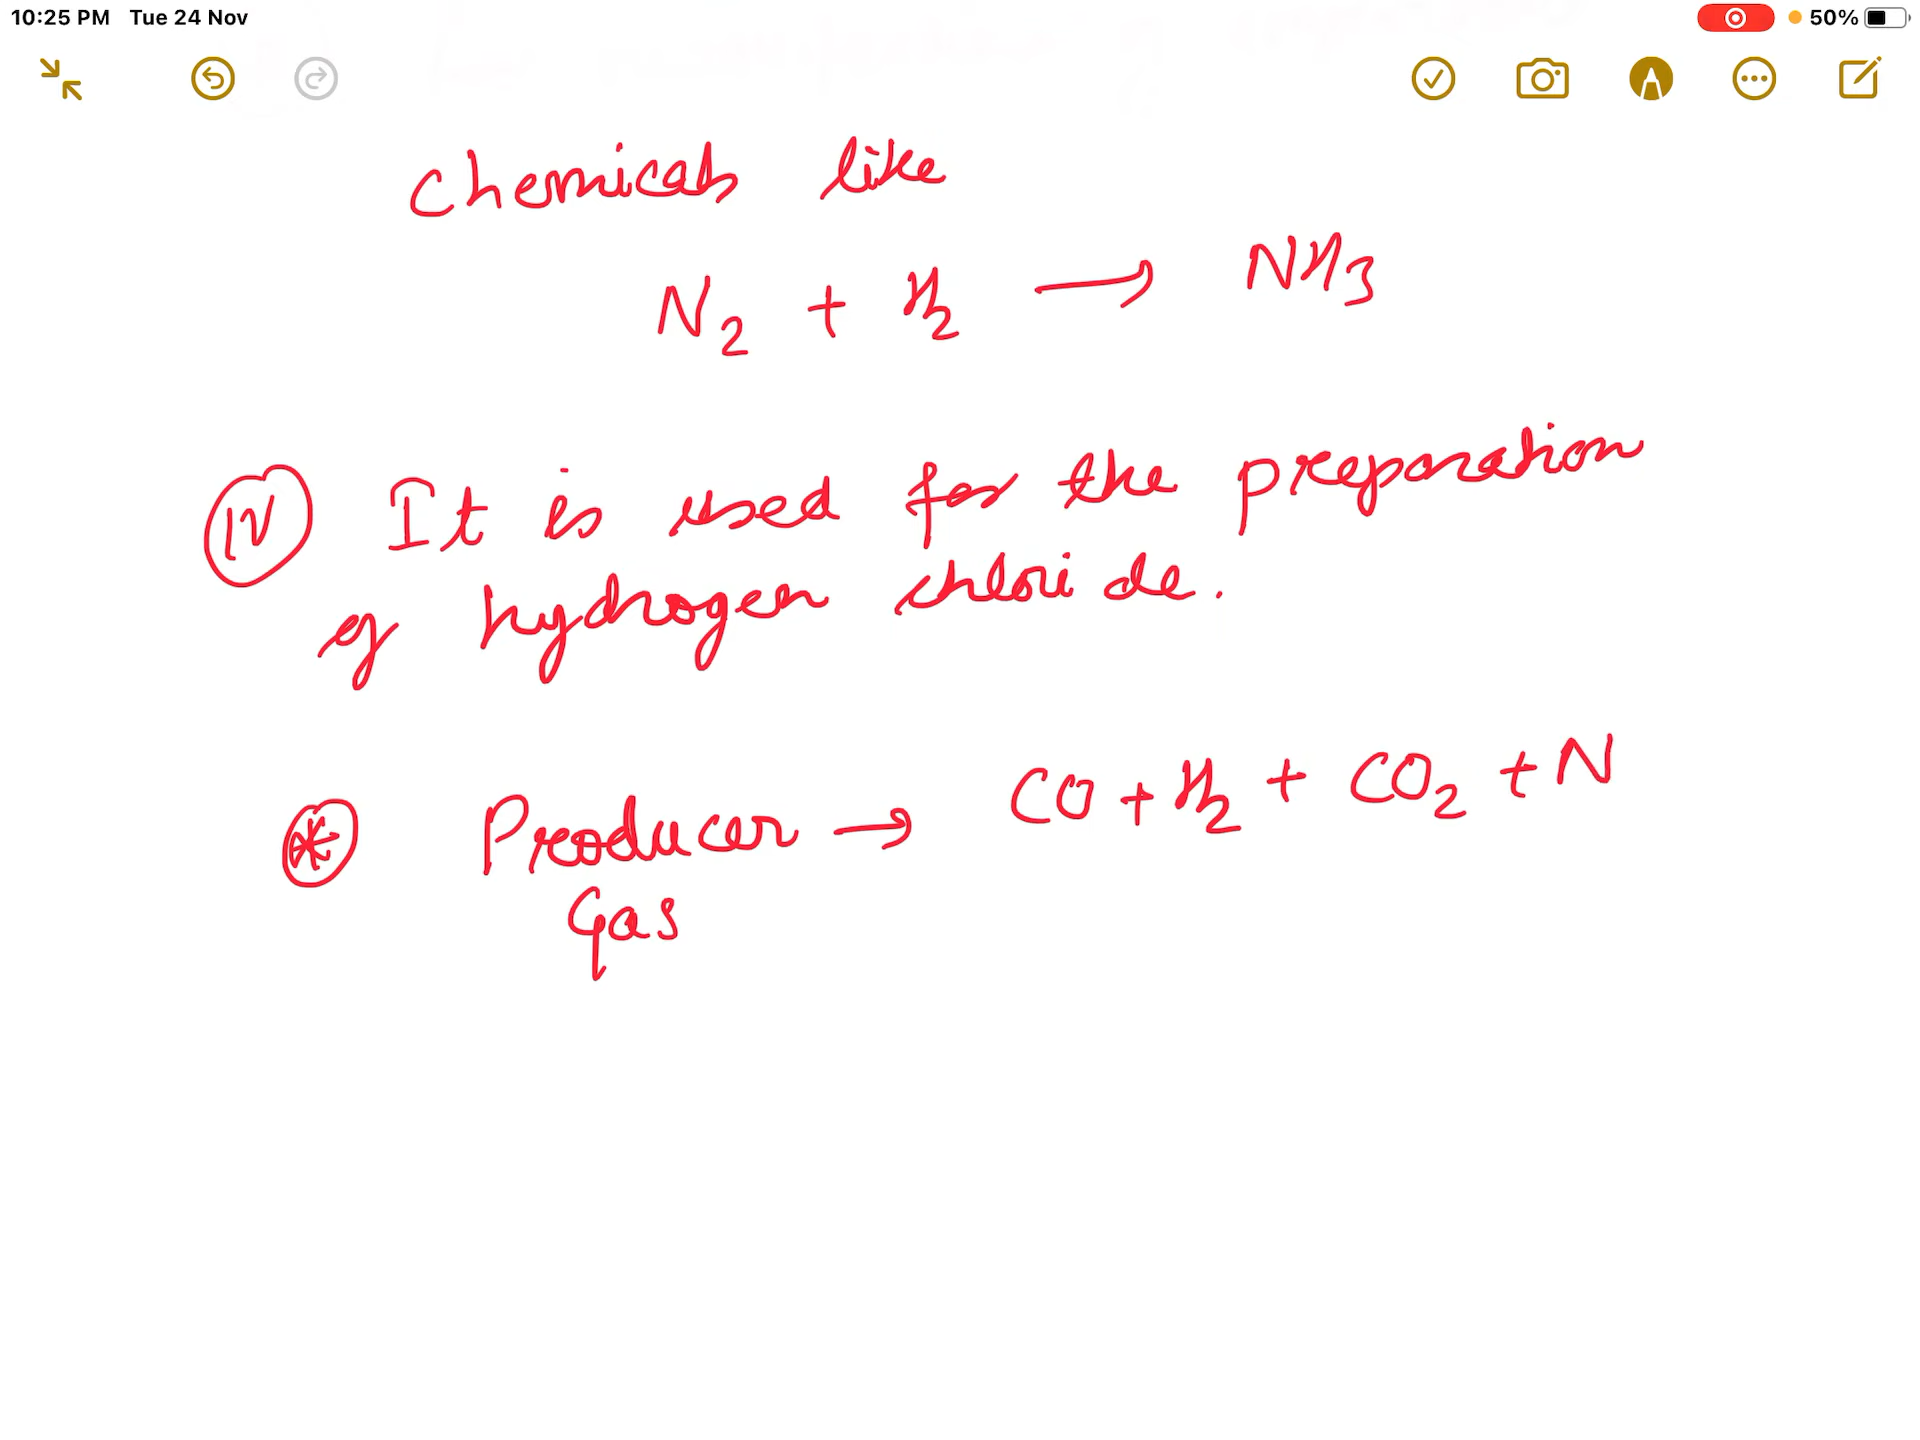 10:25 PM Tue 24 Nov 50%
Chemicals like
N₂ + H₂ → NH₃
IV It is used for the preparation
of hydrogen chloride.
* Producer → CO + H₂ + CO₂ + N
Gas